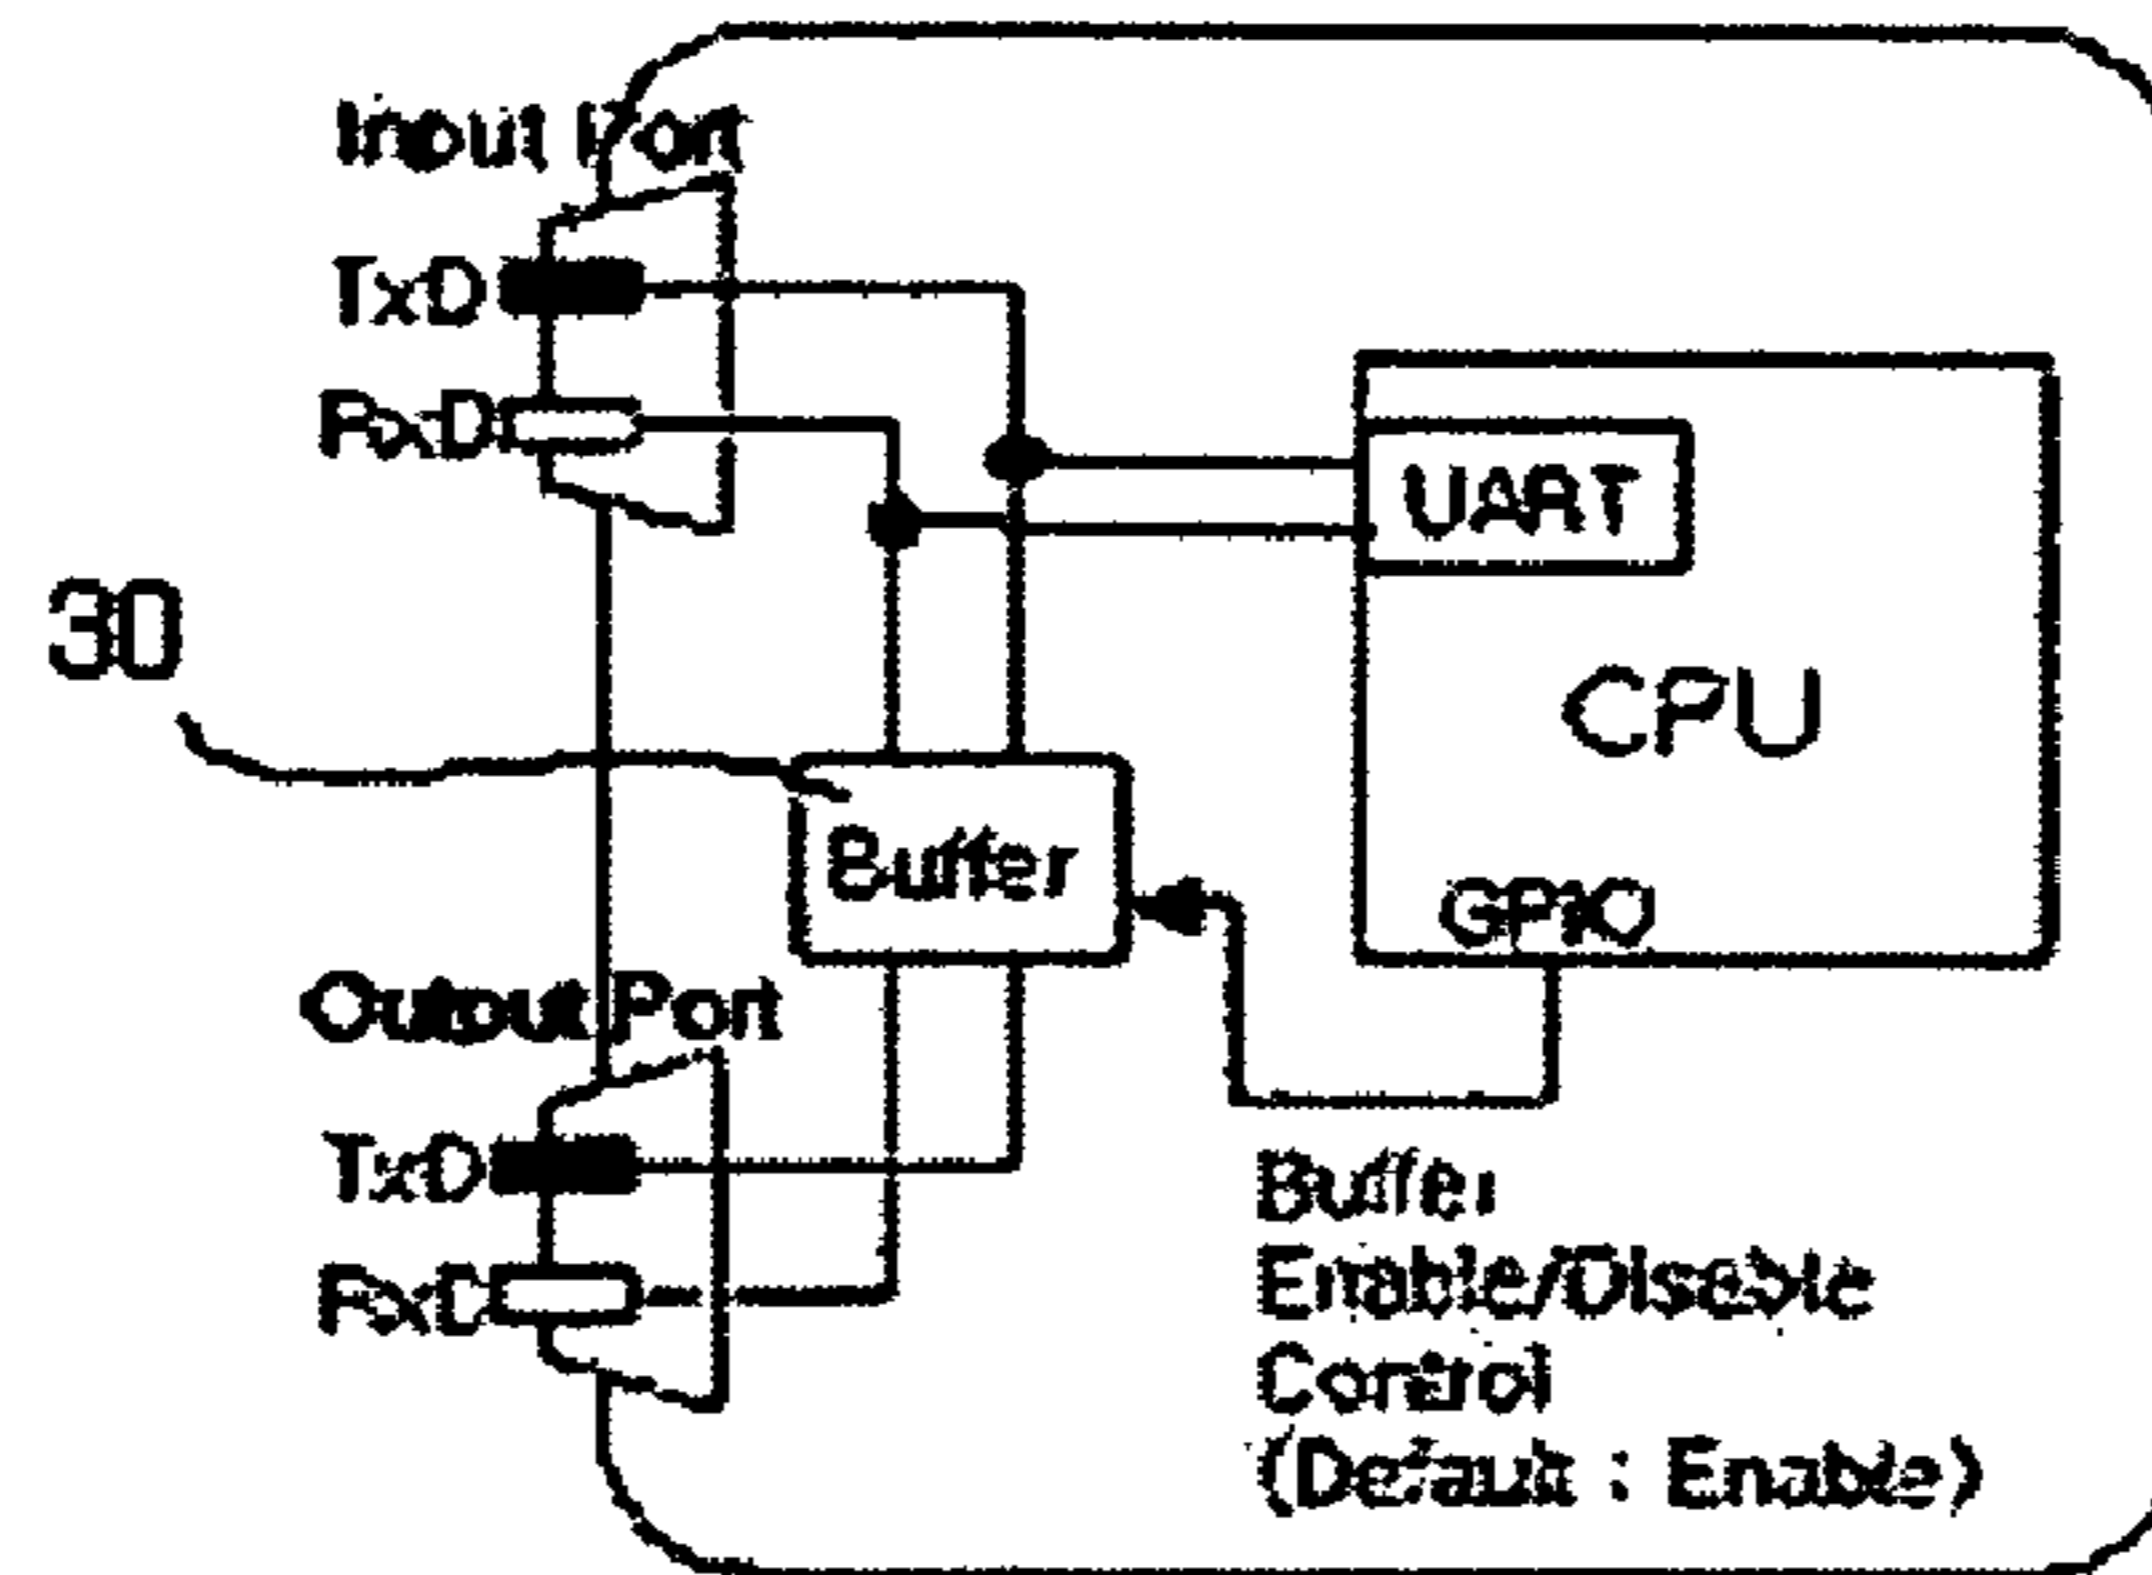 Input Port
TxD
RxD
UART
30
CPU
Buffer
GPIO
Output Port
TxD
RxD
Buffer
Enable/Disable
Control
(Default : Enable)